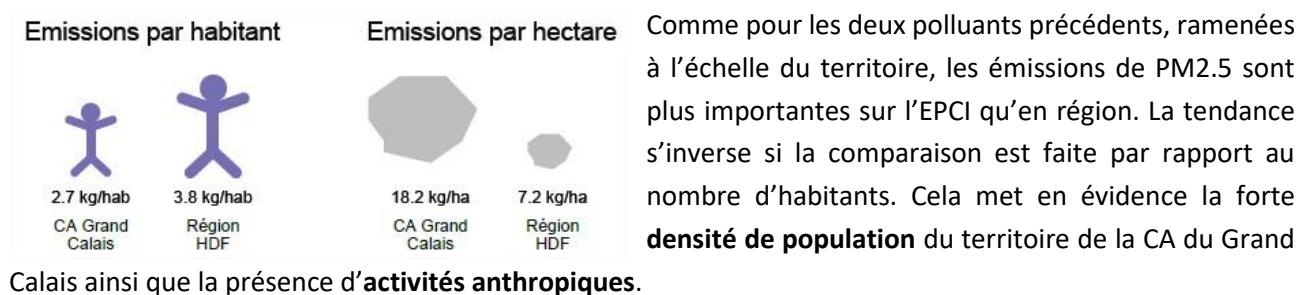 Emissions par habitant
2.7 kg/hab
CA Grand
Calais
3.8 kg/hab
Région
HDF
Emissions par hectare
18.2 kg/ha
CA Grand
Calais
7.2 kg/ha
Région
HDF
Comme pour les deux polluants précédents, ramenées
à l’échelle du territoire, les émissions de PM2.5 sont
plus importantes sur l’EPCI qu’en région. La tendance
s’inverse si la comparaison est faite par rapport au
nombre d’habitants. Cela met en évidence la forte
densité de population du territoire de la CA du Grand
Calais ainsi que la présence d’activités anthropiques.